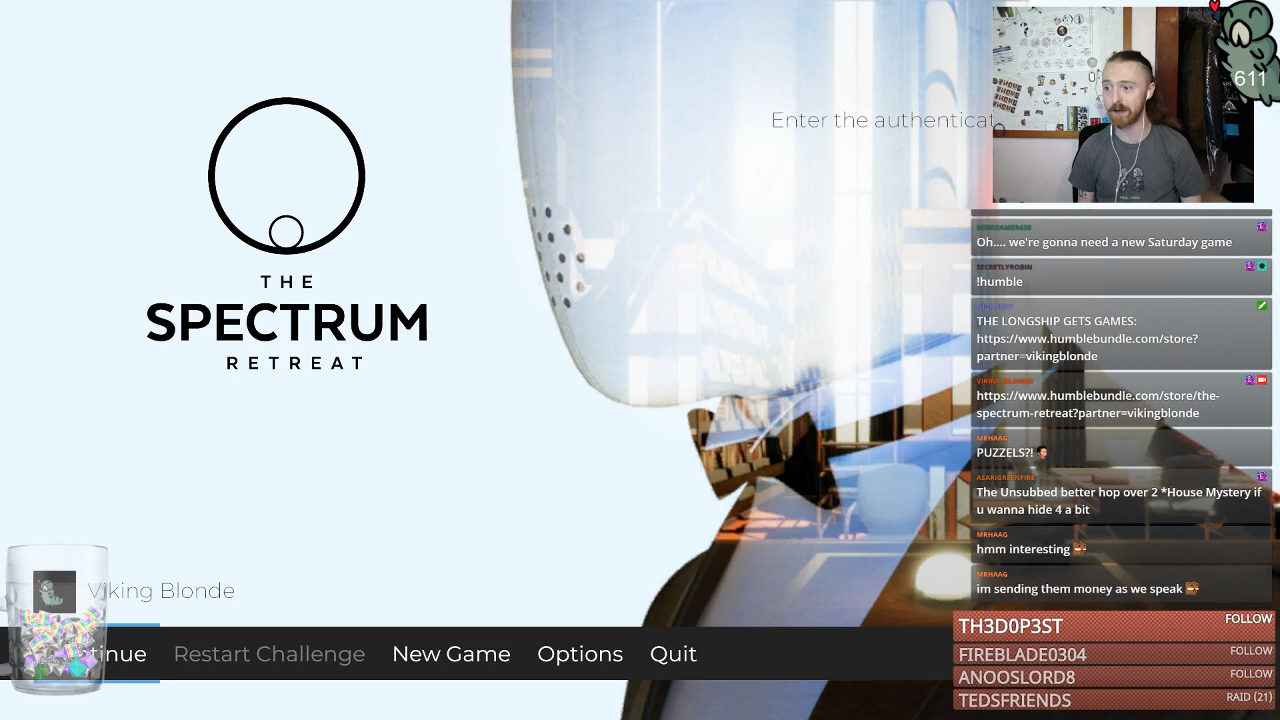 THE
SPECTRUM
RETREAT
Enter the authenticat
611
Oh.... we're gonna need a new Saturday game
SECRETLYROBIN
!humble
THE LONGSHIP GETS GAMES:
https://www.humblebundle.com/store?
partner=vikingblonde
VIKING_BLONDE
https://www.humblebundle.com/store/the-
spectrum-retreat?partner=vikingblonde
MRHAAG
PUZZELS?!
ASARIGREENFIRE
The Unsubbed better hop over 2 *House Mystery if
u wanna hide 4 a bit
MRHAAG
hmm interesting
MRHAAG
im sending them money as we speak
Viking Blonde
tinue Restart Challenge New Game Options Quit
TH3D0P3ST FOLLOW
FIREBLADE0304 FOLLOW
ANOOSLORD8 FOLLOW
TEDSFRIENDS RAID (21)